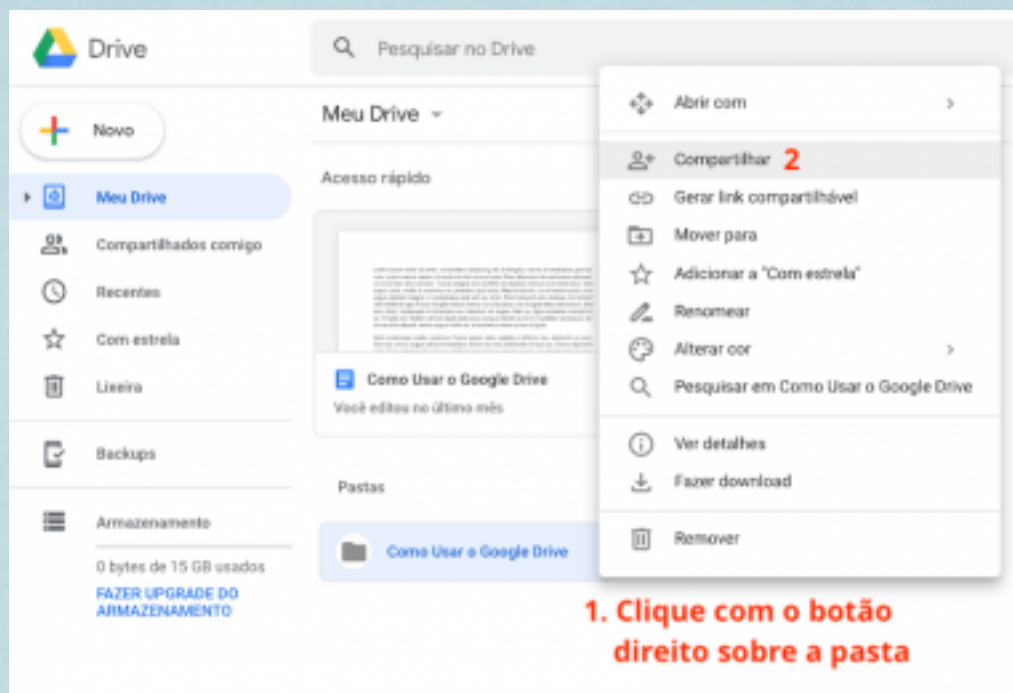 Drive
Pesquisar no Drive
Novo
Meu Drive
Compartilhados comigo
Recentes
Com estrela
Lixeira
Backups
Armazenamento
0 bytes de 15 GB usados
FAZER UPGRADE DO
ARMAZENAMENTO
Meu Drive
Acesso rápido
Como Usar o Google Drive
Você editou no último mês
Pastas
Como Usar o Google Drive
Abrir com
Compartilhar 2
Gerar link compartilhável
Mover para
Adicionar a "Com estrela"
Renomear
Alterar cor
Pesquisar em Como Usar o Google Drive
Ver detalhes
Fazer download
Remover
1. Clique com o botão
direito sobre a pasta